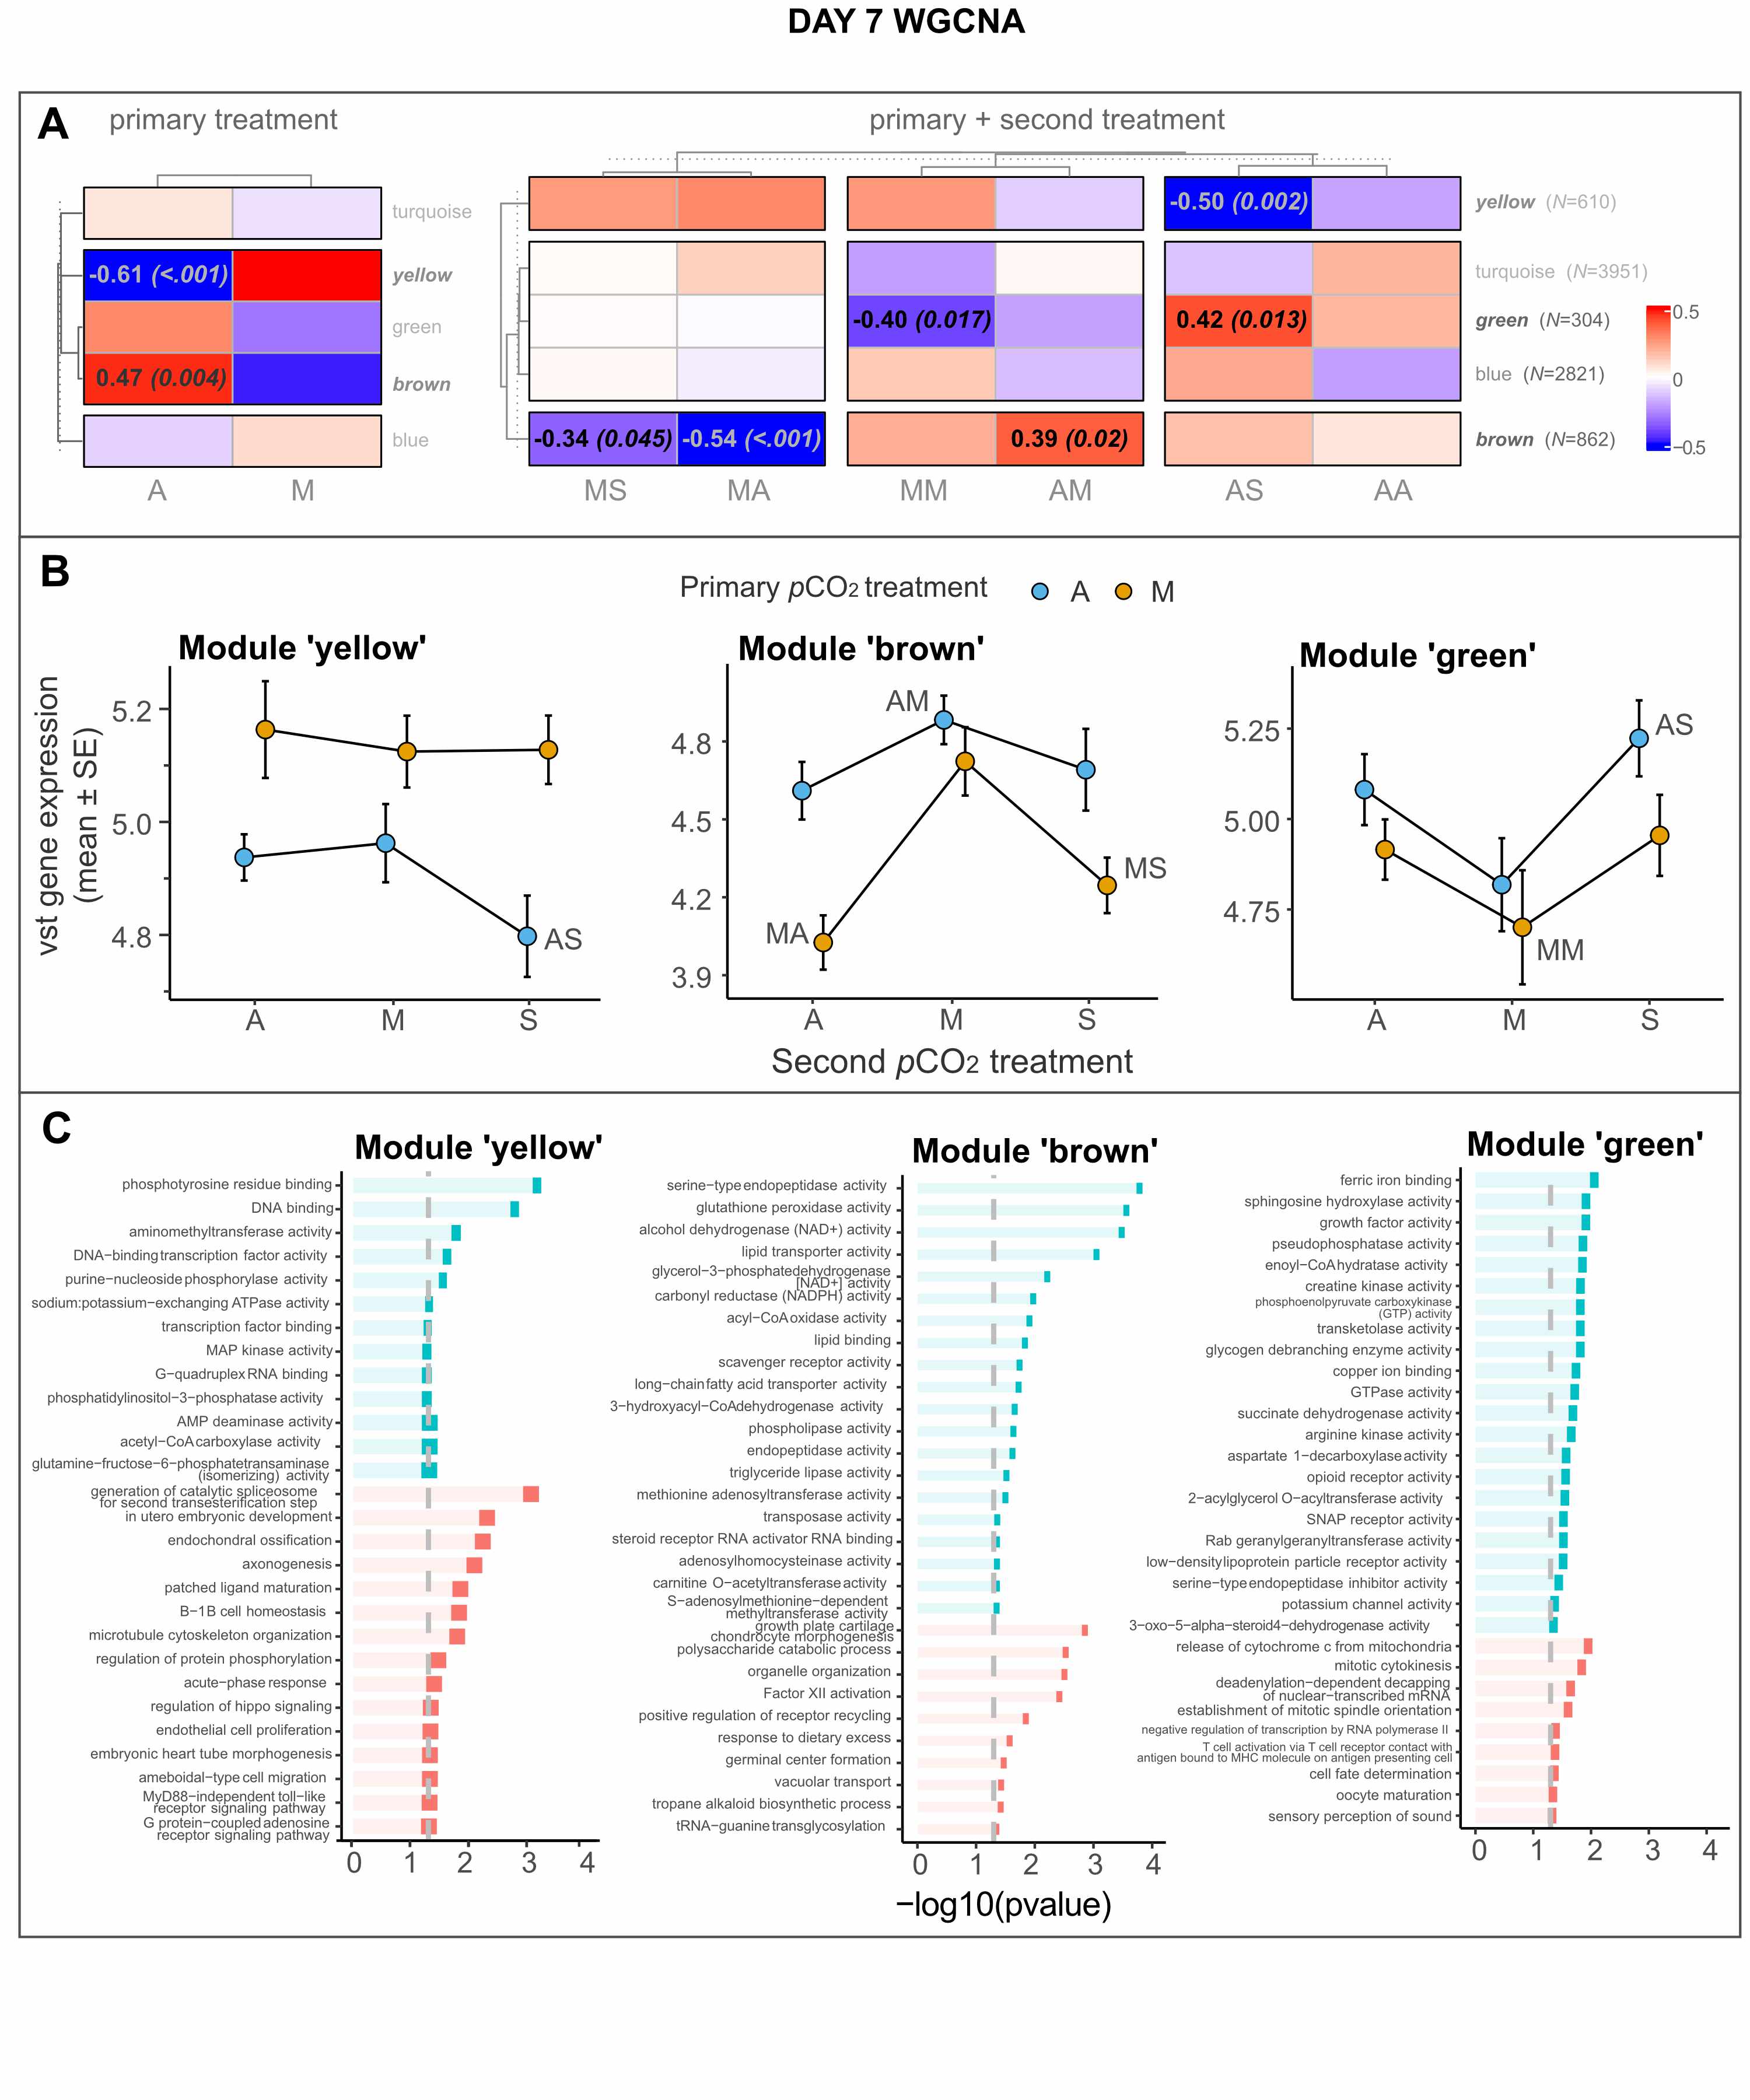 DAY 7 WGCNA
A
primary treatment
primary + second treatment
turquoise
-0.61 (<.001)
yellow
green
0.47 (0.004)
brown
blue
A M
-0.50 (0.002)
yellow (N=610)
turquoise (N=3951)
-0.40 (0.017)
0.42 (0.013)
green (N=304)
blue (N=2821)
-0.34 (0.045)
-0.54 (<.001)
0.39 (0.02)
brown (N=862)
0.5
0
−0.5
MS MA MM AM AS AA
B
Primary pCO2 treatment A M
Module 'yellow'
vst gene expression
(mean ± SE)
5.2
5.0
4.8
AS
A M S
Module 'brown'
4.8
4.5
4.2
3.9
AM
MA
MS
A M S
Module 'green'
5.25
5.00
4.75
AS
MM
A M S
Second pCO2 treatment
C
Module 'yellow'
phosphotyrosine residue binding
DNA binding
aminomethyltransferase activity
DNA−binding transcription factor activity
purine−nucleoside phosphorylase activity
sodium:potassium−exchanging ATPase activity
transcription factor binding
MAP kinase activity
G−quadruplex RNA binding
phosphatidylinositol−3−phosphatase activity
AMP deaminase activity
acetyl−CoA carboxylase activity
glutamine−fructose−6−phosphate transaminase
(isomerizing) activity
generation of catalytic spliceosome
for second transesterification step
in utero embryonic development
endochondral ossification
axonogenesis
patched ligand maturation
B−1B cell homeostasis
microtubule cytoskeleton organization
regulation of protein phosphorylation
acute−phase response
regulation of hippo signaling
endothelial cell proliferation
embryonic heart tube morphogenesis
ameboidal−type cell migration
MyD88−independent toll−like
receptor signaling pathway
G protein−coupled adenosine
receptor signaling pathway
0 1 2 3 4
Module 'brown'
serine−type endopeptidase activity
glutathione peroxidase activity
alcohol dehydrogenase (NAD+) activity
lipid transporter activity
glycerol−3−phosphate dehydrogenase
[NAD+] activity
carbonyl reductase (NADPH) activity
acyl−CoA oxidase activity
lipid binding
scavenger receptor activity
long−chain fatty acid transporter activity
3−hydroxyacyl−CoA dehydrogenase activity
phospholipase activity
endopeptidase activity
triglyceride lipase activity
methionine adenosyltransferase activity
transposase activity
steroid receptor RNA activator RNA binding
adenosylhomocysteinase activity
carnitine O−acetyltransferase activity
S−adenosylmethionine−dependent
methyltransferase activity
growth plate cartilage
chondrocyte morphogenesis
polysaccharide catabolic process
organelle organization
Factor XII activation
positive regulation of receptor recycling
response to dietary excess
germinal center formation
vacuolar transport
tropane alkaloid biosynthetic process
tRNA−guanine transglycosylation
0 1 2 3 4
−log10(pvalue)
Module 'green'
ferric iron binding
sphingosine hydroxylase activity
growth factor activity
pseudophosphatase activity
enoyl−CoA hydratase activity
creatine kinase activity
phosphoenolpyruvate carboxykinase
(GTP) activity
transketolase activity
glycogen debranching enzyme activity
copper ion binding
GTPase activity
succinate dehydrogenase activity
arginine kinase activity
aspartate 1−decarboxylase activity
opioid receptor activity
2−acylglycerol O−acyltransferase activity
SNAP receptor activity
Rab geranylgeranyltransferase activity
low−density lipoprotein particle receptor activity
serine−type endopeptidase inhibitor activity
potassium channel activity
3−oxo−5−alpha−steroid 4−dehydrogenase activity
release of cytochrome c from mitochondria
mitotic cytokinesis
deadenylation−dependent decapping
of nuclear−transcribed mRNA
establishment of mitotic spindle orientation
negative regulation of transcription by RNA polymerase II
T cell activation via T cell receptor contact with
antigen bound to MHC molecule on antigen presenting cell
cell fate determination
oocyte maturation
sensory perception of sound
0 1 2 3 4